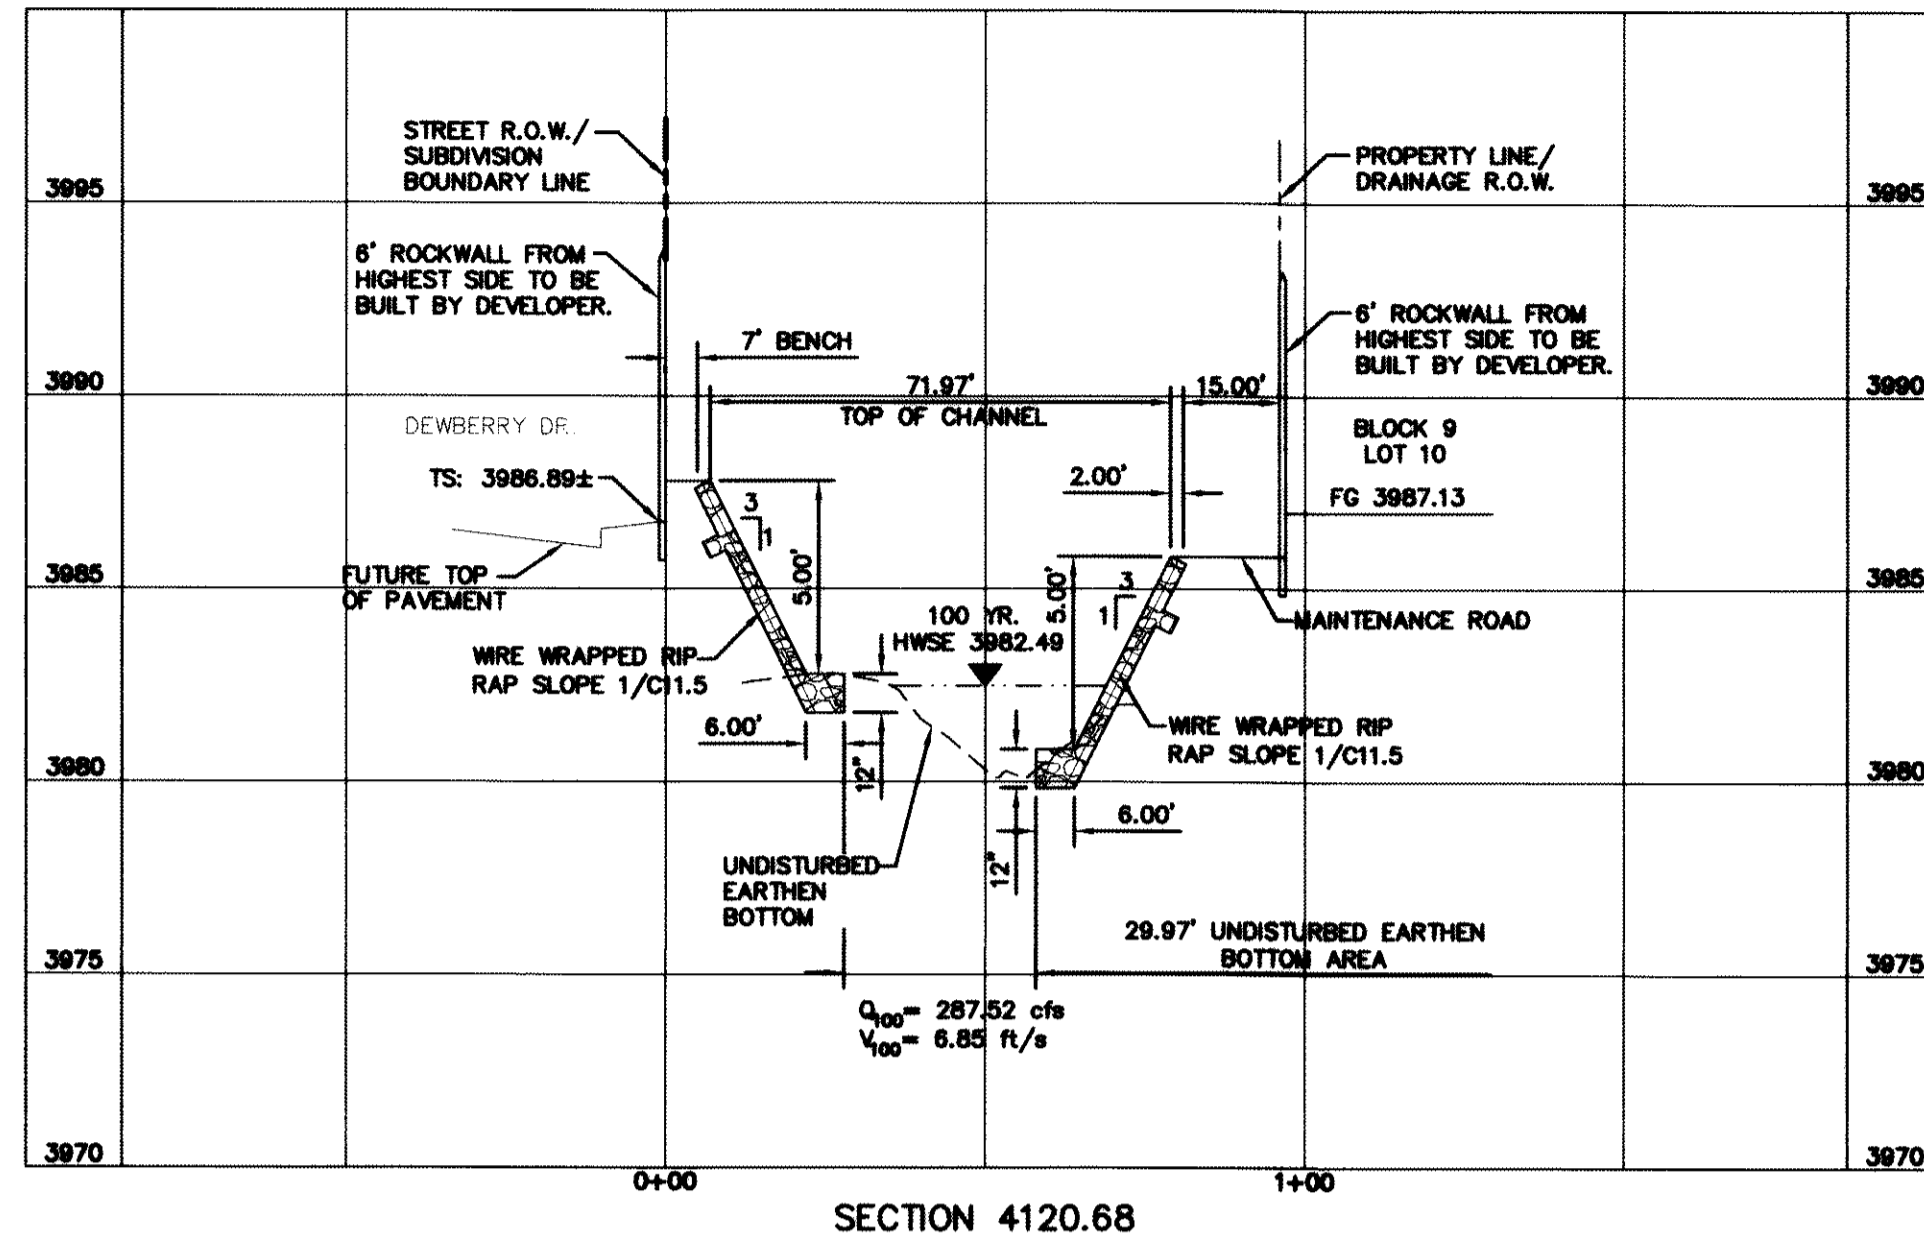 STREET R.O.W./
SUBDIVISION
BOUNDARY LINE
PROPERTY LINE/
DRAINAGE R.O.W.
3995
3995
6' ROCKWALL FROM
HIGHEST SIDE TO BE
BUILT BY DEVELOPER.
6' ROCKWALL FROM
HIGHEST SIDE TO BE
BUILT BY DEVELOPER.
7' BENCH
3990
3990
71.97'
TOP OF CHANNEL
15.00'
DEWBERRY DR.
BLOCK 9
LOT 10
TS: 3986.89±
2.00'
FG 3987.13
3
1
5.00'
3
1
5.00'
FUTURE TOP
OF PAVEMENT
3985
3985
100 YR.
HWSE 3982.49
MAINTENANCE ROAD
WIRE WRAPPED RIP
RAP SLOPE 1/C11.5
WIRE WRAPPED RIP
RAP SLOPE 1/C11.5
6.00'
12"
3980
3980
6.00'
12"
UNDISTURBED
EARTHEN
BOTTOM
29.97' UNDISTURBED EARTHEN
BOTTOM AREA
3975
3975
Q100= 287.52 cfs
V100= 6.85 ft/s
3970
3970
0+00
1+00
SECTION 4120.68